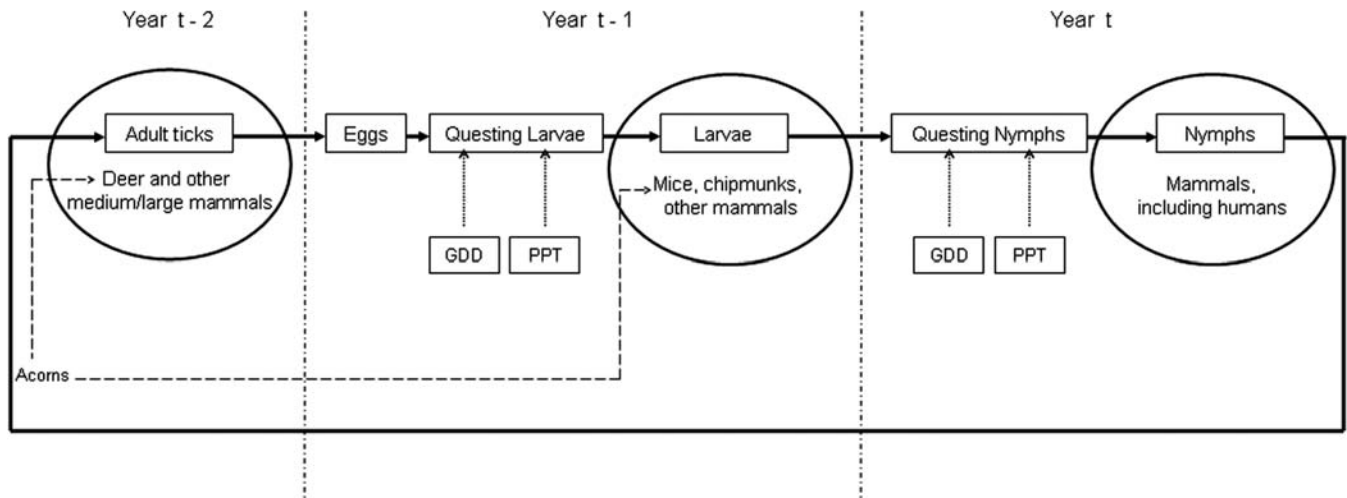 Year t - 2
Year t - 1
Year t
Adult ticks
Eggs
Questing Larvae
Larvae
Questing Nymphs
Nymphs
Deer and other
medium/large mammals
Mice, chipmunks,
other mammals
Mammals,
including humans
GDD
PPT
GDD
PPT
Acorns